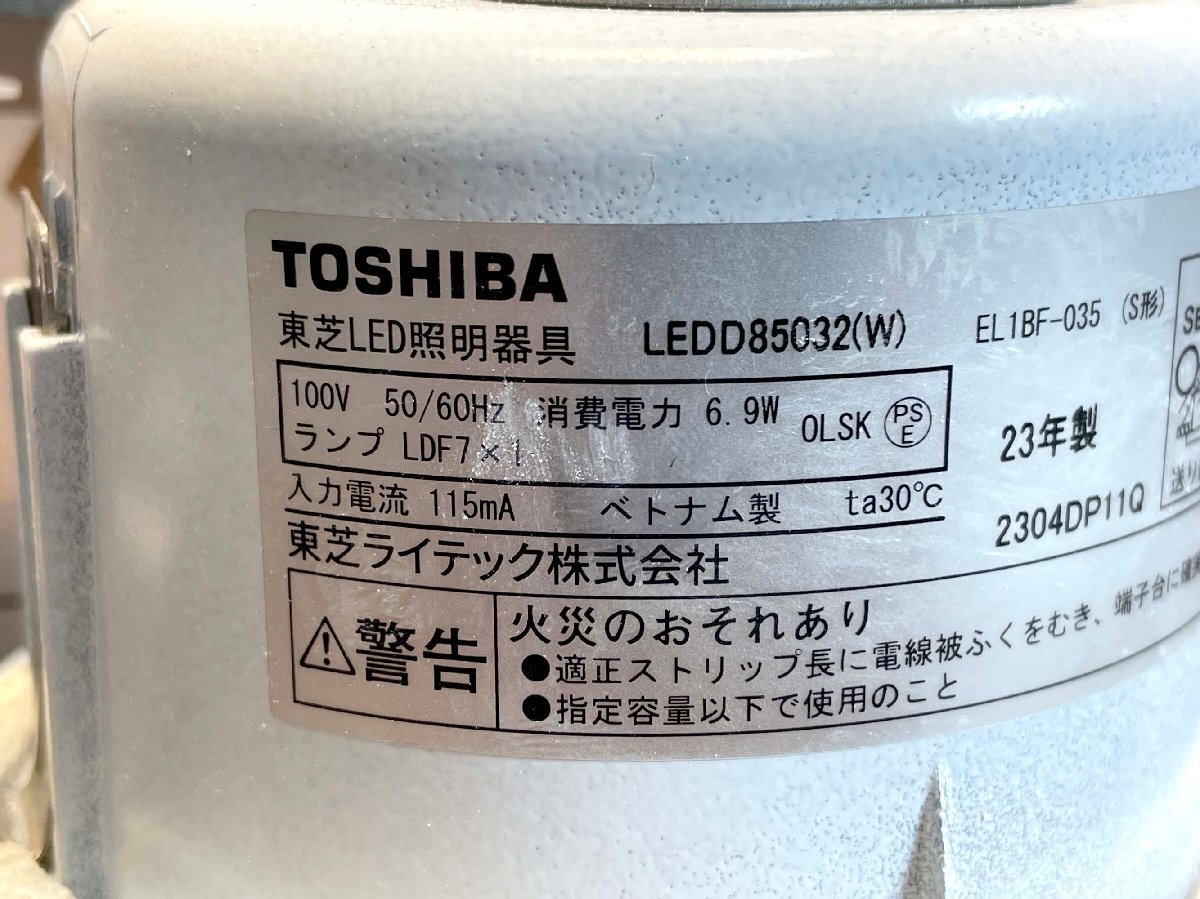 TOSHIBA
東芝LED照明器具 LEDD85032(W) EL1BF-035 (S形)
100V 50/60Hz 消費電力 6.9W OLSK PSE
ランプ LDF7×1
入力電流 115mA ベトナム製 ta30℃
23年製
2304DP11Q
東芝ライテック株式会社
警告
火災のおそれあり
●適正ストリップ長に電線被ふくをむき、端子台に確実
●指定容量以下で使用のこと
送り